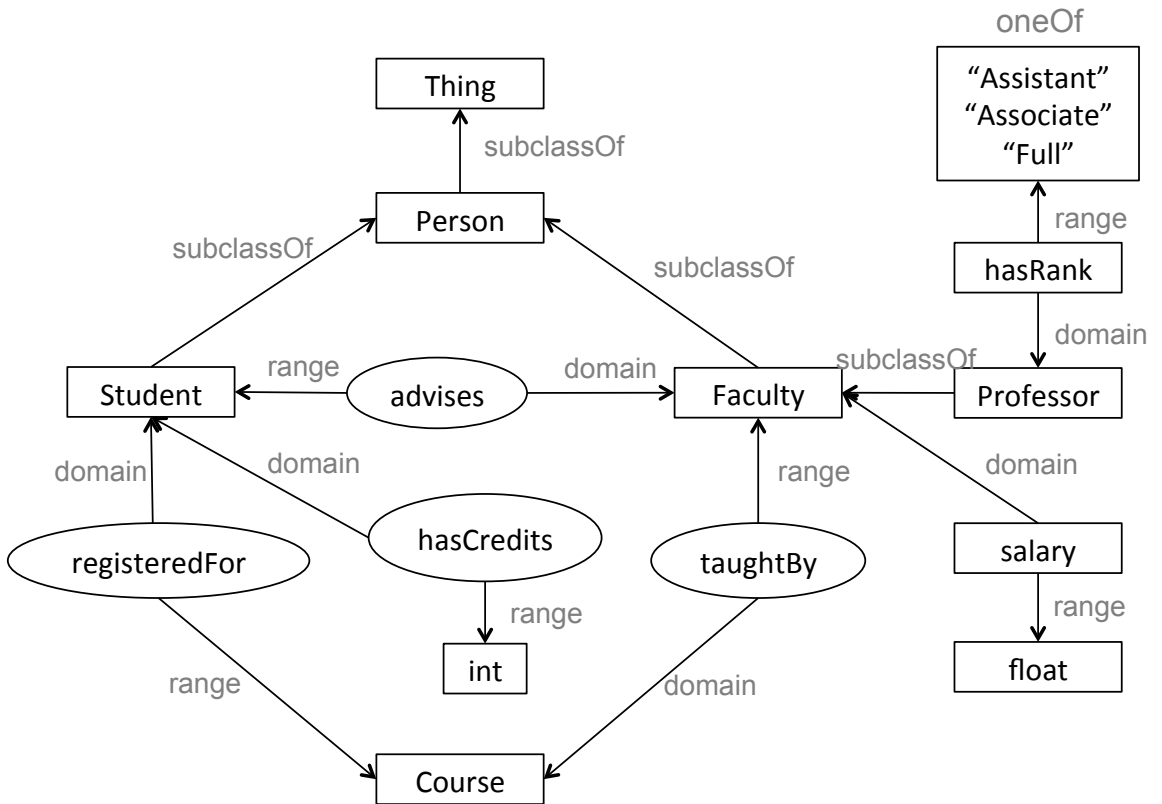 oneOf
“Assistant”
“Associate”
“Full”
Thing
subclassOf
Person
range
subclassOf
subclassOf
hasRank
domain
range
domain
subclassOf
Student
advises
Faculty
Professor
domain
domain
range
domain
registeredFor
hasCredits
taughtBy
salary
range
range
int
float
range
domain
Course